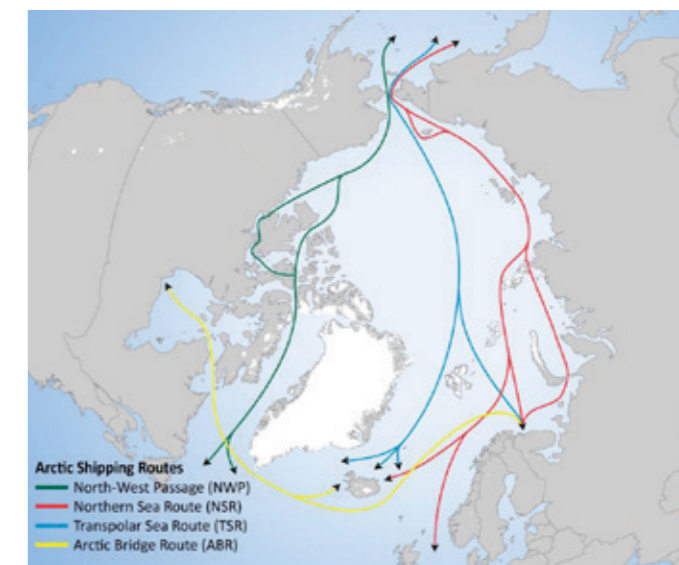 Arctic Shipping Routes
North-West Passage (NWP)
Northern Sea Route (NSR)
Transpolar Sea Route (TSR)
Arctic Bridge Route (ABR)